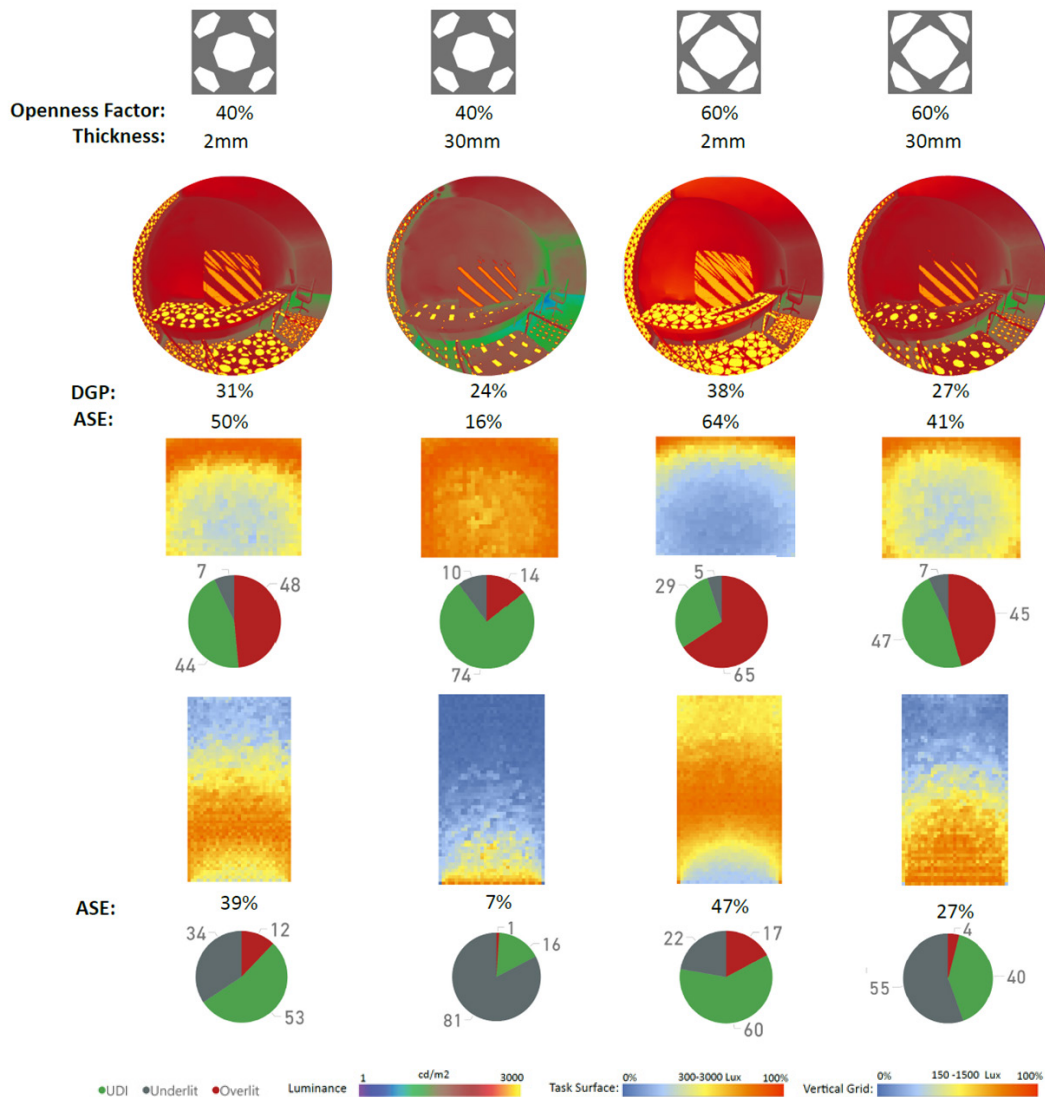 Openness Factor: 40% 40% 60% 60%
Thickness: 2mm 30mm 2mm 30mm
DGP: 31% 24% 38% 27%
ASE: 50% 16% 64% 41%
7 48 10 14 29 5 7 45
44 74 65 47
ASE: 39% 7% 47% 27%
34 12 1 16 22 17 4
53 81 60 55 40
UDI Underlit Overlit Luminance 1 cd/m2 3000 Task Surface: 0% 300-3000 Lux 100% Vertical Grid: 0% 150 -1500 Lux 100%